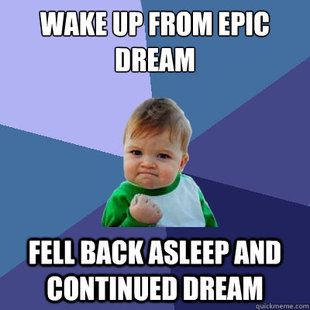 WAKE UP FROM EPIC
DREAM
FELL BACK ASLEEP AND
CONTINUED DREAM
quickmeme.com